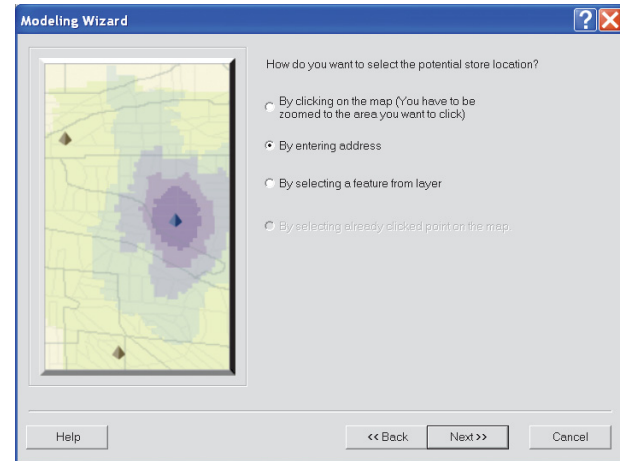 Modeling Wizard
How do you want to select the potential store location?
By clicking on the map (You have to be
zoomed to the area you want to click)
By entering address
By selecting a feature from layer
By selecting already clicked point on the map.
Help
<< Back
Next >>
Cancel